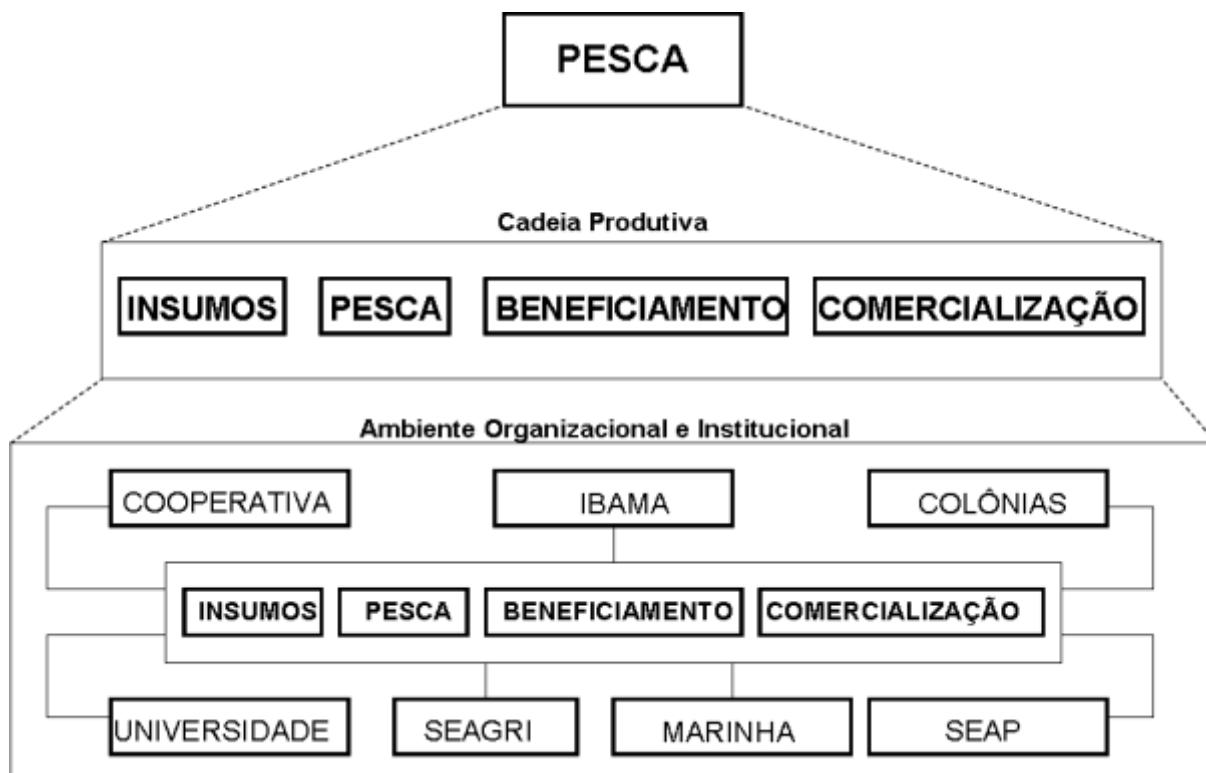 PESCA
Cadeia Produtiva
INSUMOS PESCA BENEFICIAMENTO COMERCIALIZAÇÃO
Ambiente Organizacional e Institucional
COOPERATIVA IBAMA COLÔNIAS
INSUMOS PESCA BENEFICIAMENTO COMERCIALIZAÇÃO
UNIVERSIDADE SEAGRI MARINHA SEAP